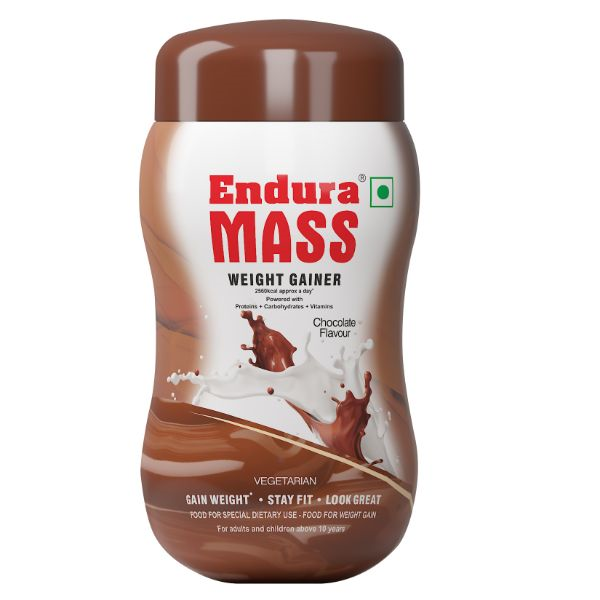 Endura®
MASS
WEIGHT GAINER
2560kcal approx a day*
Powered with
Proteins + Carbohydrates + Vitamins
Chocolate
Flavour
VEGETARIAN
GAIN WEIGHT* • STAY FIT • LOOK GREAT
FOOD FOR SPECIAL DIETARY USE - FOOD FOR WEIGHT GAIN
For adults and children above 10 years